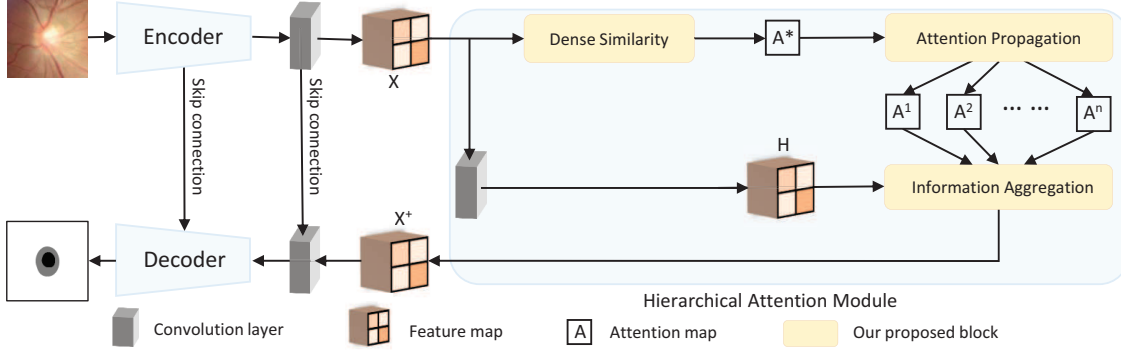 Encoder
X
Dense Similarity
A*
Attention Propagation
A¹
A²
... ...
Aⁿ
Skip connection
Skip connection
H
Information Aggregation
X⁺
Decoder
Hierarchical Attention Module
Convolution layer
Feature map
A
Attention map
Our proposed block